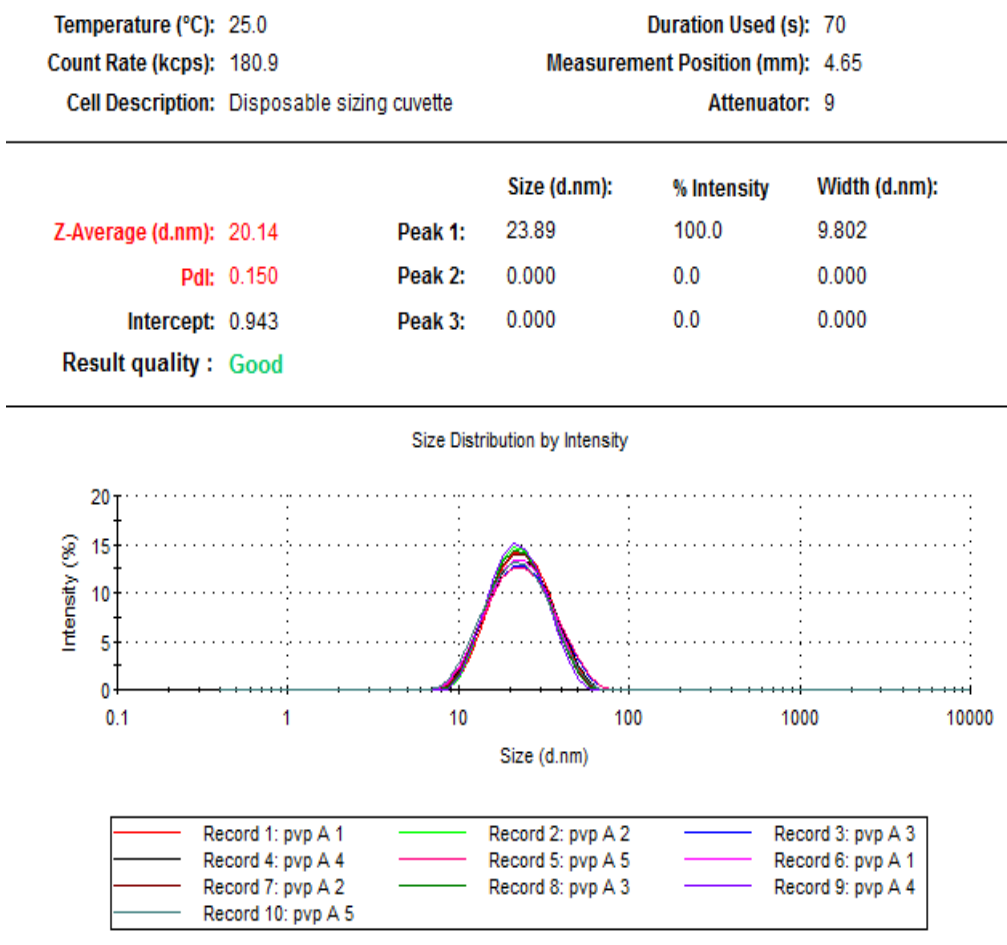 Temperature (°C): 25.0 Duration Used (s): 70
Count Rate (kcps): 180.9 Measurement Position (mm): 4.65
Cell Description: Disposable sizing cuvette Attenuator: 9
Size (d.nm): % Intensity Width (d.nm):
Z-Average (d.nm): 20.14 Peak 1: 23.89 100.0 9.802
PdI: 0.150 Peak 2: 0.000 0.0 0.000
Intercept: 0.943 Peak 3: 0.000 0.0 0.000
Result quality : Good
Size Distribution by Intensity
20
15
10
5
0
Intensity (%)
0.1 1 10 100 1000 10000
Size (d.nm)
Record 1: pvp A 1 Record 2: pvp A 2 Record 3: pvp A 3
Record 4: pvp A 4 Record 5: pvp A 5 Record 6: pvp A 1
Record 7: pvp A 2 Record 8: pvp A 3 Record 9: pvp A 4
Record 10: pvp A 5